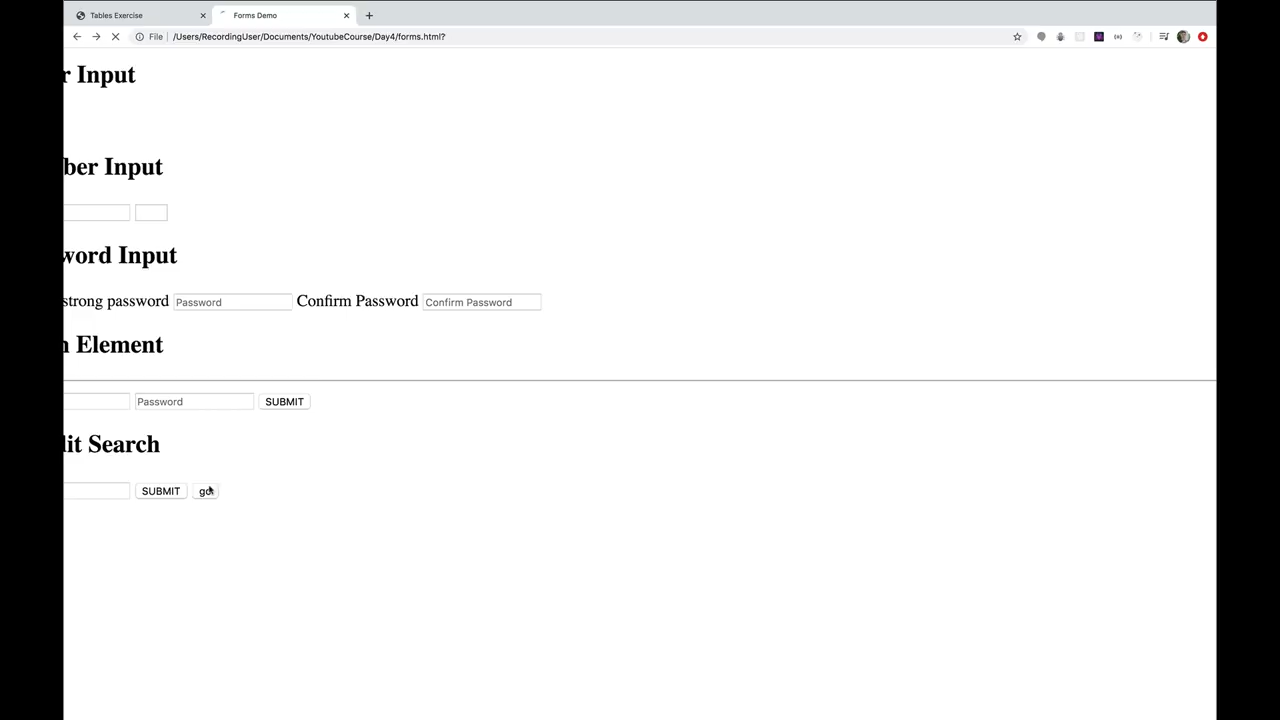 Tables Exercise
Forms Demo
File /Users/RecordingUser/Documents/YoutubeCourse/Day4/forms.html?
r Input
ber Input
word Input
strong password Password Confirm Password Confirm Password
Element
Password SUBMIT
it Search
SUBMIT go